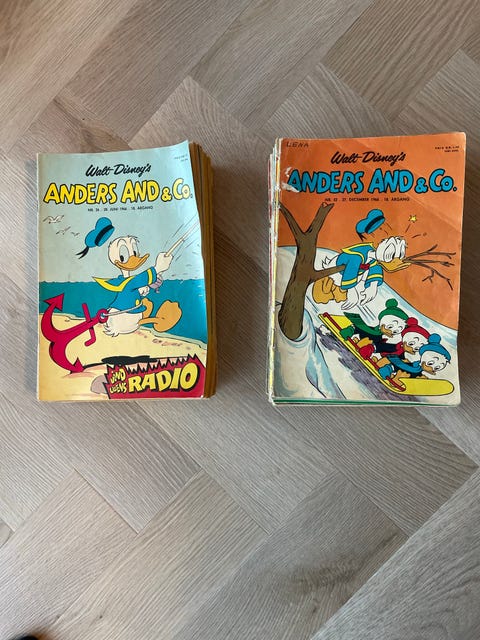 Walt Disney's
ANDERS AND & Co.
NR. 26 - 28. JUNI 1966 - 18. ÅRGANG
RADIO
LENA
Walt Disney's
ANDERS AND & Co.
NR. 52 - 27. DECEMBER 1966 - 18. ÅRGANG